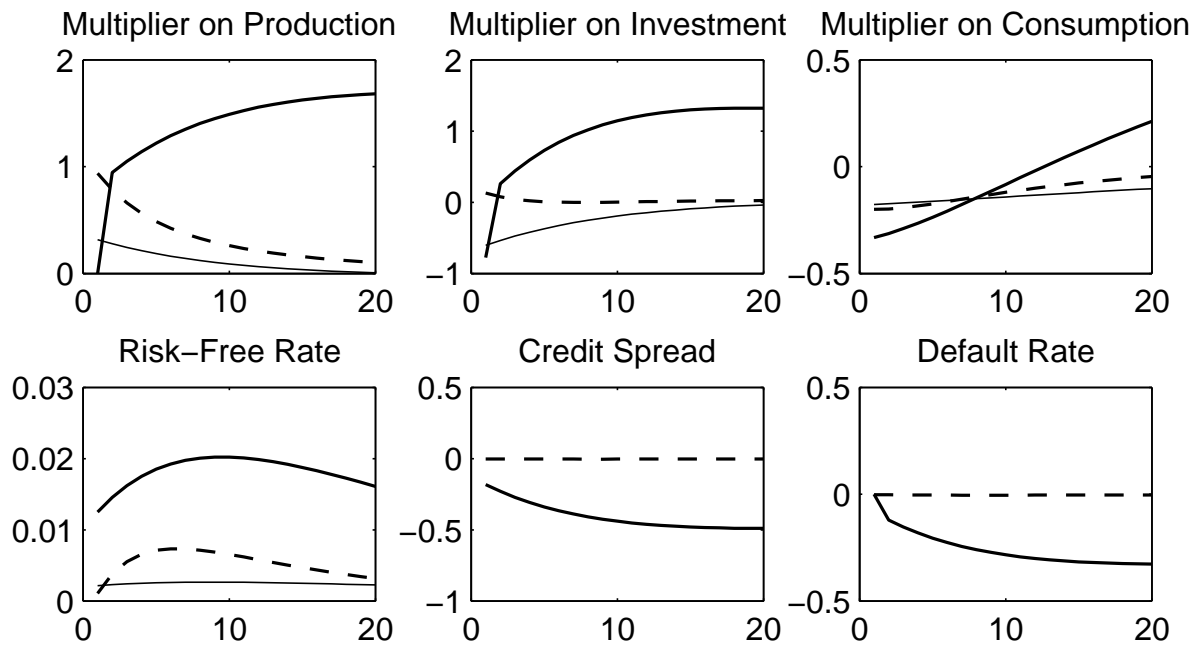 Multiplier on Production Multiplier on Investment Multiplier on Consumption
2 2 0.5
1 1 0
0
0 −1 −0.5
0 10 20 0 10 20 0 10 20
Risk−Free Rate Credit Spread Default Rate
0.03 0.5 0.5
0.02 0
0.01 −0.5 0
0 −1 −0.5
0 10 20 0 10 20 0 10 20